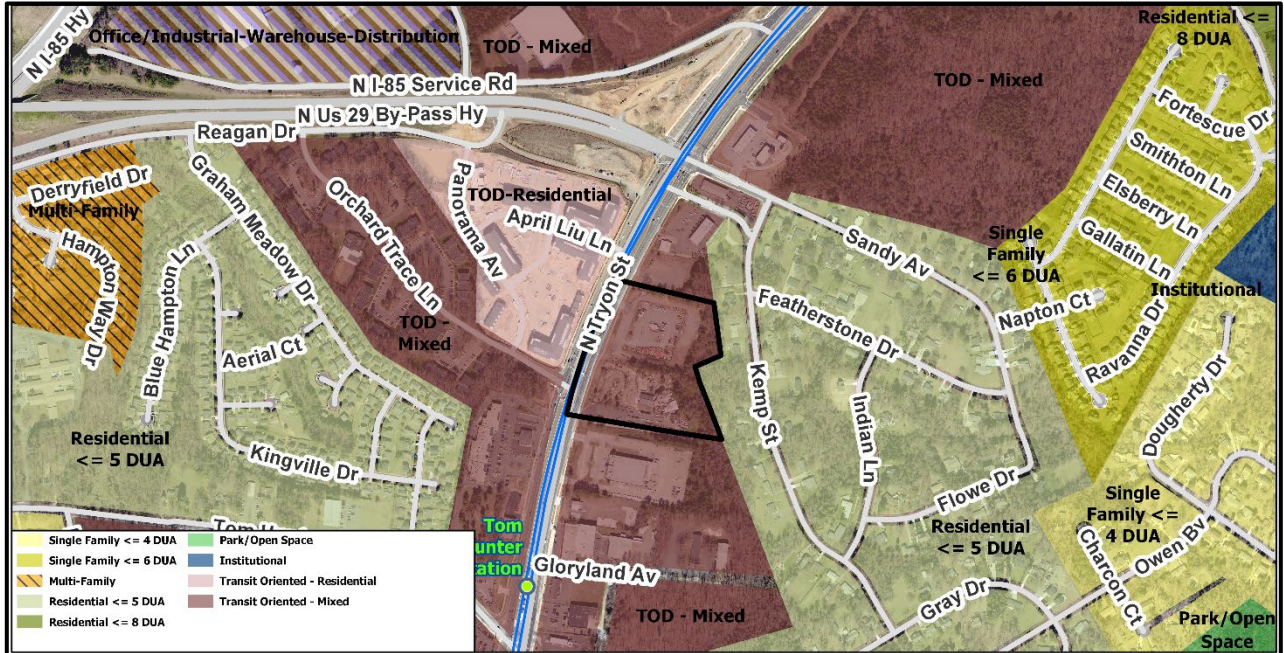 N I-85 Hy
Office/Industrial-Warehouse-Distribution
TOD - Mixed
N I-85 Service Rd
N Us 29 By-Pass Hy
Reagan Dr
TOD - Mixed
Residential <=
8 DUA
Fortescue Dr
Smithton Ln
Elsberry Ln
Gallatin Ln
Derryfield Dr
Multi-Family
Hampton Way Dr
Graham Meadow Dr
Blue Hampton Ln
Orchard Trace Ln
Panorama Av
TOD-Residential
April Liu Ln
N Tryon St
Sandy Av
Single
Family
<= 6 DUA
Institutional
Napton Ct
Ravanna Dr
Featherstone Dr
TOD -
Mixed
Aerial Ct
Kemp St
Indian Ln
Dougherty Dr
Residential
<= 5 DUA
Kingville Dr
Flowe Dr
Single
Family <=
4 DUA
Residential
<= 5 DUA
Owen Bv
Charcon Ct
Tom
unter
tation
Gloryland Av
TOD - Mixed
Gray Dr
Park/Open
Space
Single Family <= 4 DUA
Single Family <= 6 DUA
Multi-Family
Residential <= 5 DUA
Residential <= 8 DUA
Park/Open Space
Institutional
Transit Oriented - Residential
Transit Oriented - Mixed